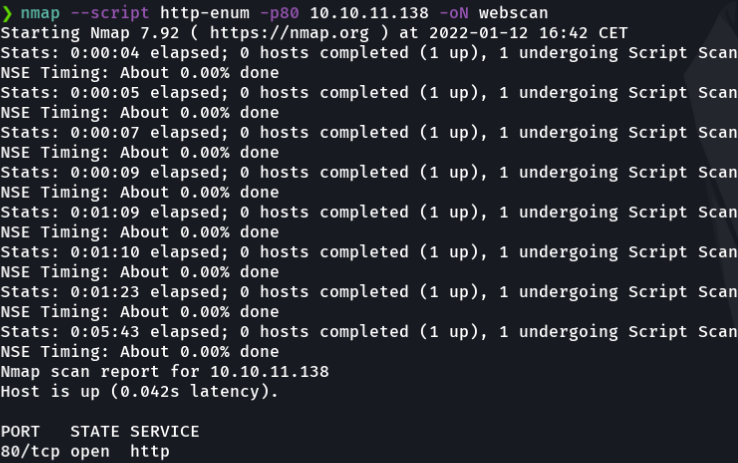 ❯ nmap --script http-enum -p80 10.10.11.138 -oN webscan
Starting Nmap 7.92 ( https://nmap.org ) at 2022-01-12 16:42 CET
Stats: 0:00:04 elapsed; 0 hosts completed (1 up), 1 undergoing Script Scan
NSE Timing: About 0.00% done
Stats: 0:00:05 elapsed; 0 hosts completed (1 up), 1 undergoing Script Scan
NSE Timing: About 0.00% done
Stats: 0:00:07 elapsed; 0 hosts completed (1 up), 1 undergoing Script Scan
NSE Timing: About 0.00% done
Stats: 0:00:09 elapsed; 0 hosts completed (1 up), 1 undergoing Script Scan
NSE Timing: About 0.00% done
Stats: 0:01:09 elapsed; 0 hosts completed (1 up), 1 undergoing Script Scan
NSE Timing: About 0.00% done
Stats: 0:01:10 elapsed; 0 hosts completed (1 up), 1 undergoing Script Scan
NSE Timing: About 0.00% done
Stats: 0:01:23 elapsed; 0 hosts completed (1 up), 1 undergoing Script Scan
NSE Timing: About 0.00% done
Stats: 0:05:43 elapsed; 0 hosts completed (1 up), 1 undergoing Script Scan
NSE Timing: About 0.00% done
Nmap scan report for 10.10.11.138
Host is up (0.042s latency).
PORT   STATE SERVICE
80/tcp open  http